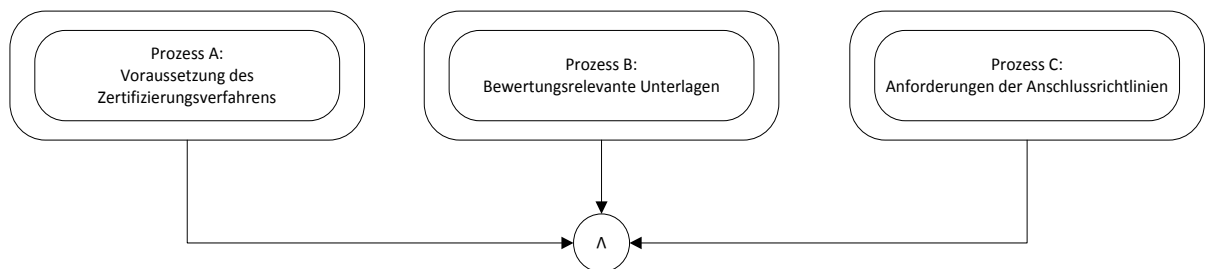 Prozess A:
Voraussetzung des
Zertifizierungsverfahrens
Prozess B:
Bewertungsrelevante Unterlagen
Prozess C:
Anforderungen der Anschlussrichtlinien
Λ